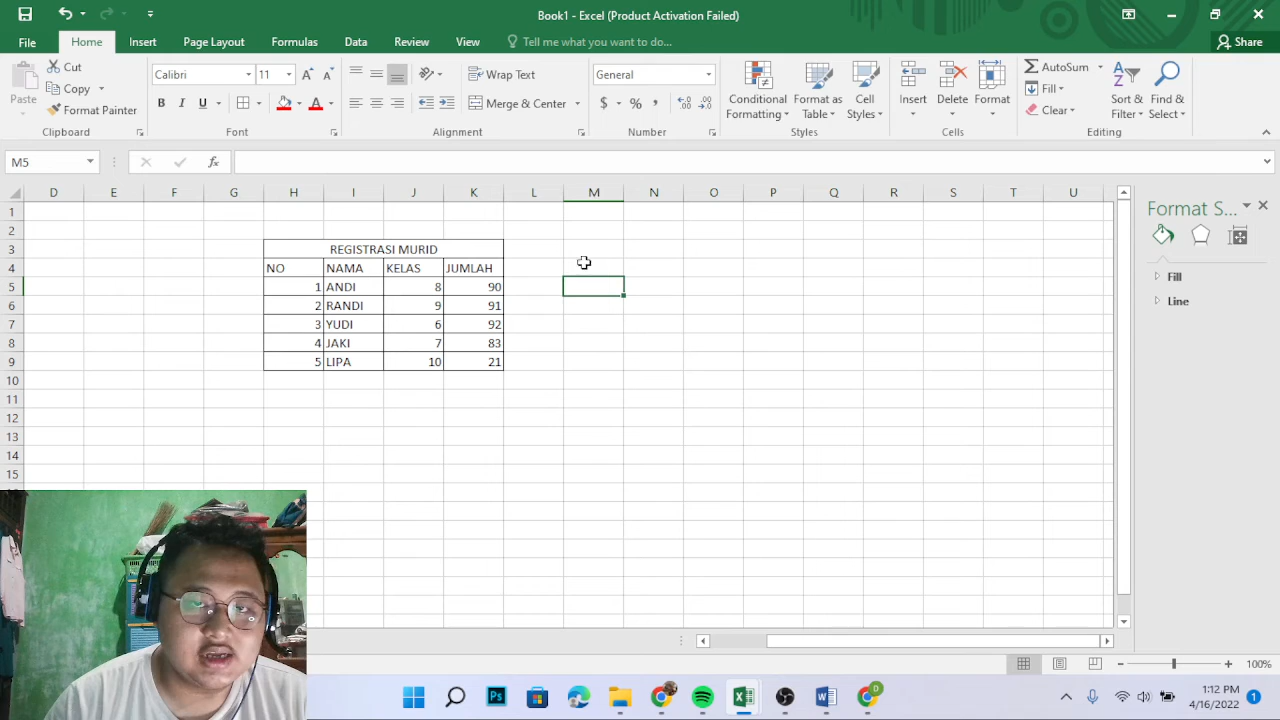 Book1 - Excel (Product Activation Failed)
File Home Insert Page Layout Formulas Data Review View Tell me what you want to do... Share
Paste
Cut
Copy
Format Painter
Clipboard
Calibri 11
B I U A
Font
Wrap Text
Merge & Center
Alignment
General
$ % ,
Number
Conditional Formatting
Format as Table
Cell Styles
Styles
Insert
Delete
Format
Cells
AutoSum
Fill
Clear
Sort & Filter
Find & Select
Editing
M5 fx
D E F G H I J K L M N O P Q R S T U
1
2
3 REGISTRASI MURID
4 NO NAMA KELAS JUMLAH
5 1 ANDI 8 90
6 2 RANDI 9 91
7 3 YUDI 6 92
8 4 JAKI 7 83
9 5 LIPA 10 21
10
11
12
13
14
15
Format S...
Fill
Line
100%
Ps
1:12 PM
4/16/2022
1